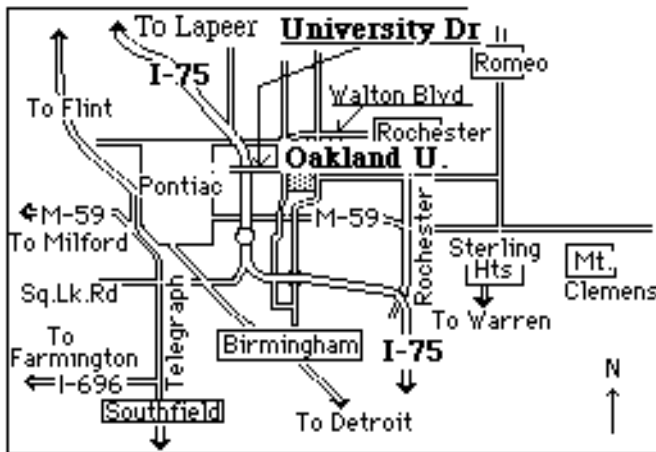 To Lapeer
University Dr
I-75
Romeo
To Flint
Walton Blvd
Rochester
Oakland U.
Pontiac
M-59
M-59
To Milford
Rochester
Sterling
Hts
Mt.
Clemens
Sq.Lk.Rd
Telegraph
To Warren
To
Farmington
Birmingham
I-75
I-696
N
Southfield
To Detroit